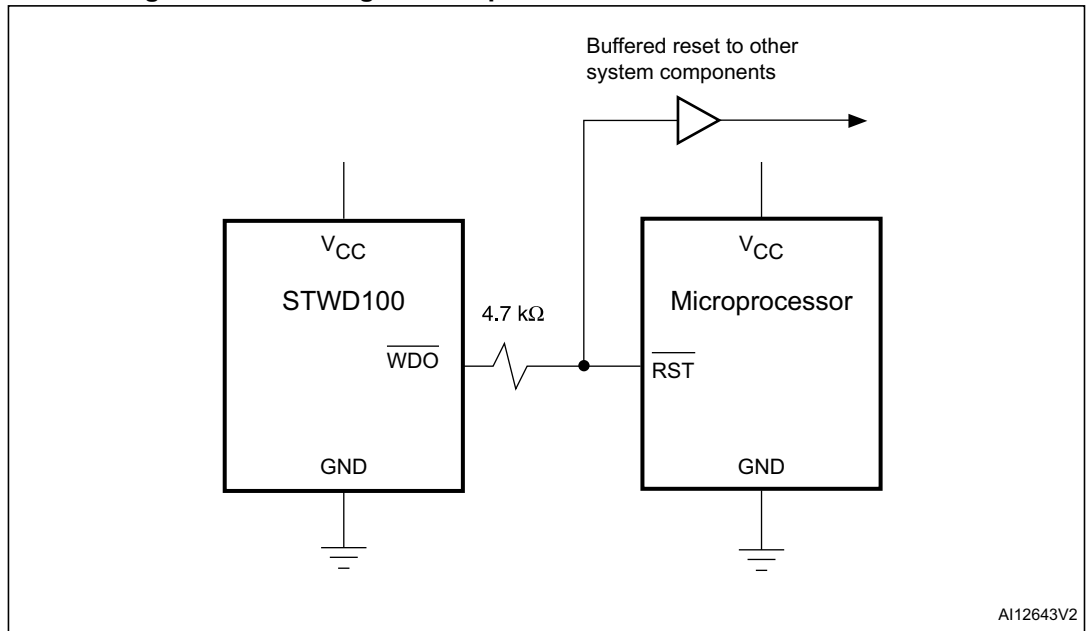 Buffered reset to other
system components
VCC
STWD100
WDO
GND
4.7 kΩ
VCC
Microprocessor
RST
GND
AI12643V2